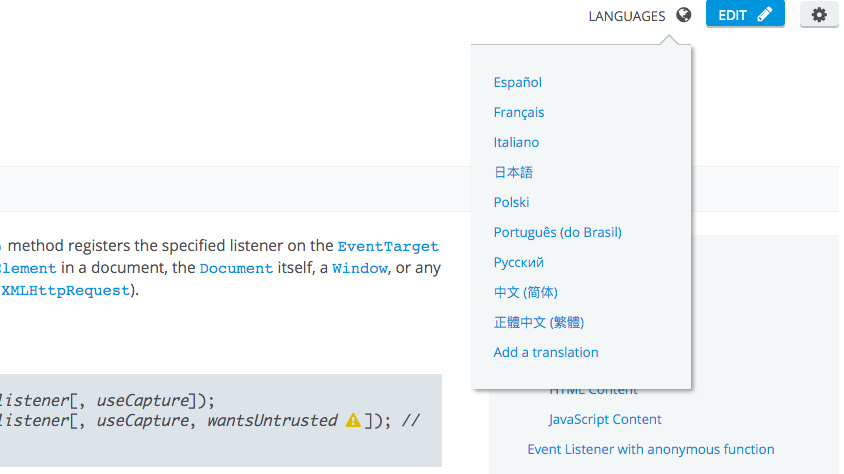 LANGUAGES EDIT
Español
Français
Italiano
日本語
Polski
Português (do Brasil)
Русский
中文 (简体)
正體中文 (繁體)
Add a translation
method registers the specified listener on the EventTarget
in a document, the Document itself, a Window, or any
XMLHttpRequest).
listener[, useCapture]);
listener[, useCapture, wantsUntrusted ]); //
HTML Content
JavaScript Content
Event Listener with anonymous function